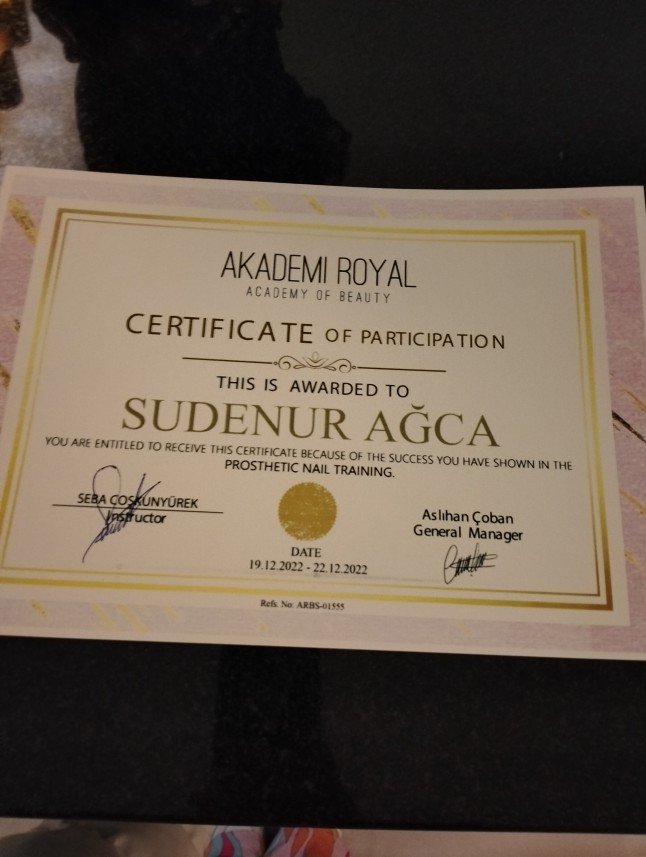 AKADEMI ROYAL
ACADEMY OF BEAUTY
CERTIFICATE OF PARTICIPATION
THIS IS AWARDED TO
SUDENUR AĞCA
YOU ARE ENTITLED TO RECEIVE THIS CERTIFICATE BECAUSE OF THE SUCCESS YOU HAVE SHOWN IN THE
PROSTHETIC NAIL TRAINING.
SEBA COŞKUNYÜREK
Instructor
Aslıhan Çoban
General Manager
DATE
19.12.2022 - 22.12.2022
Refs. No: ARBS-01555